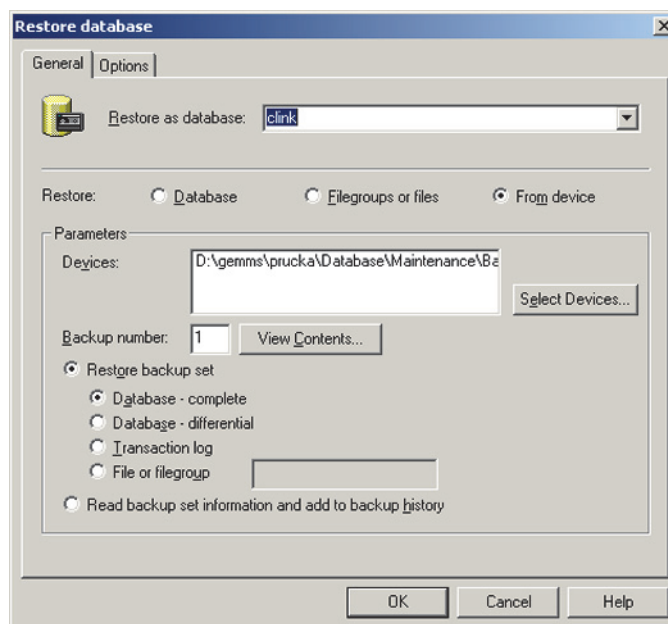 Restore database
General
Options
Restore as database:
clink
Restore:
Database
Filegroups or files
From device
Parameters
Devices:
D:\gemms\prucka\Database\Maintenance\Ba
Select Devices...
Backup number:
1
View Contents...
Restore backup set
Database - complete
Database - differential
Transaction log
File or filegroup
Read backup set information and add to backup history
OK
Cancel
Help